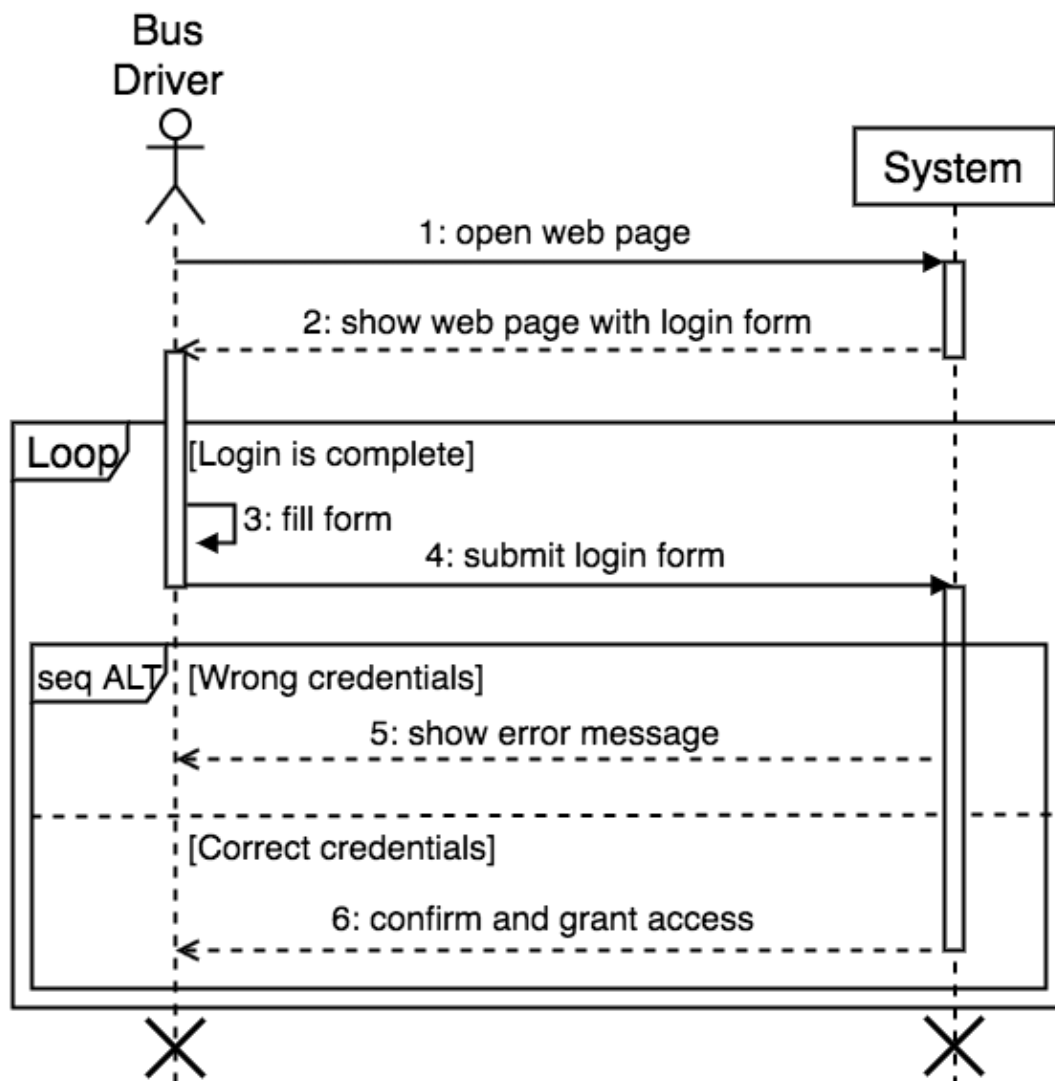 Bus
Driver
System
1: open web page
2: show web page with login form
Loop
[Login is complete]
3: fill form
4: submit login form
seq ALT
[Wrong credentials]
5: show error message
[Correct credentials]
6: confirm and grant access